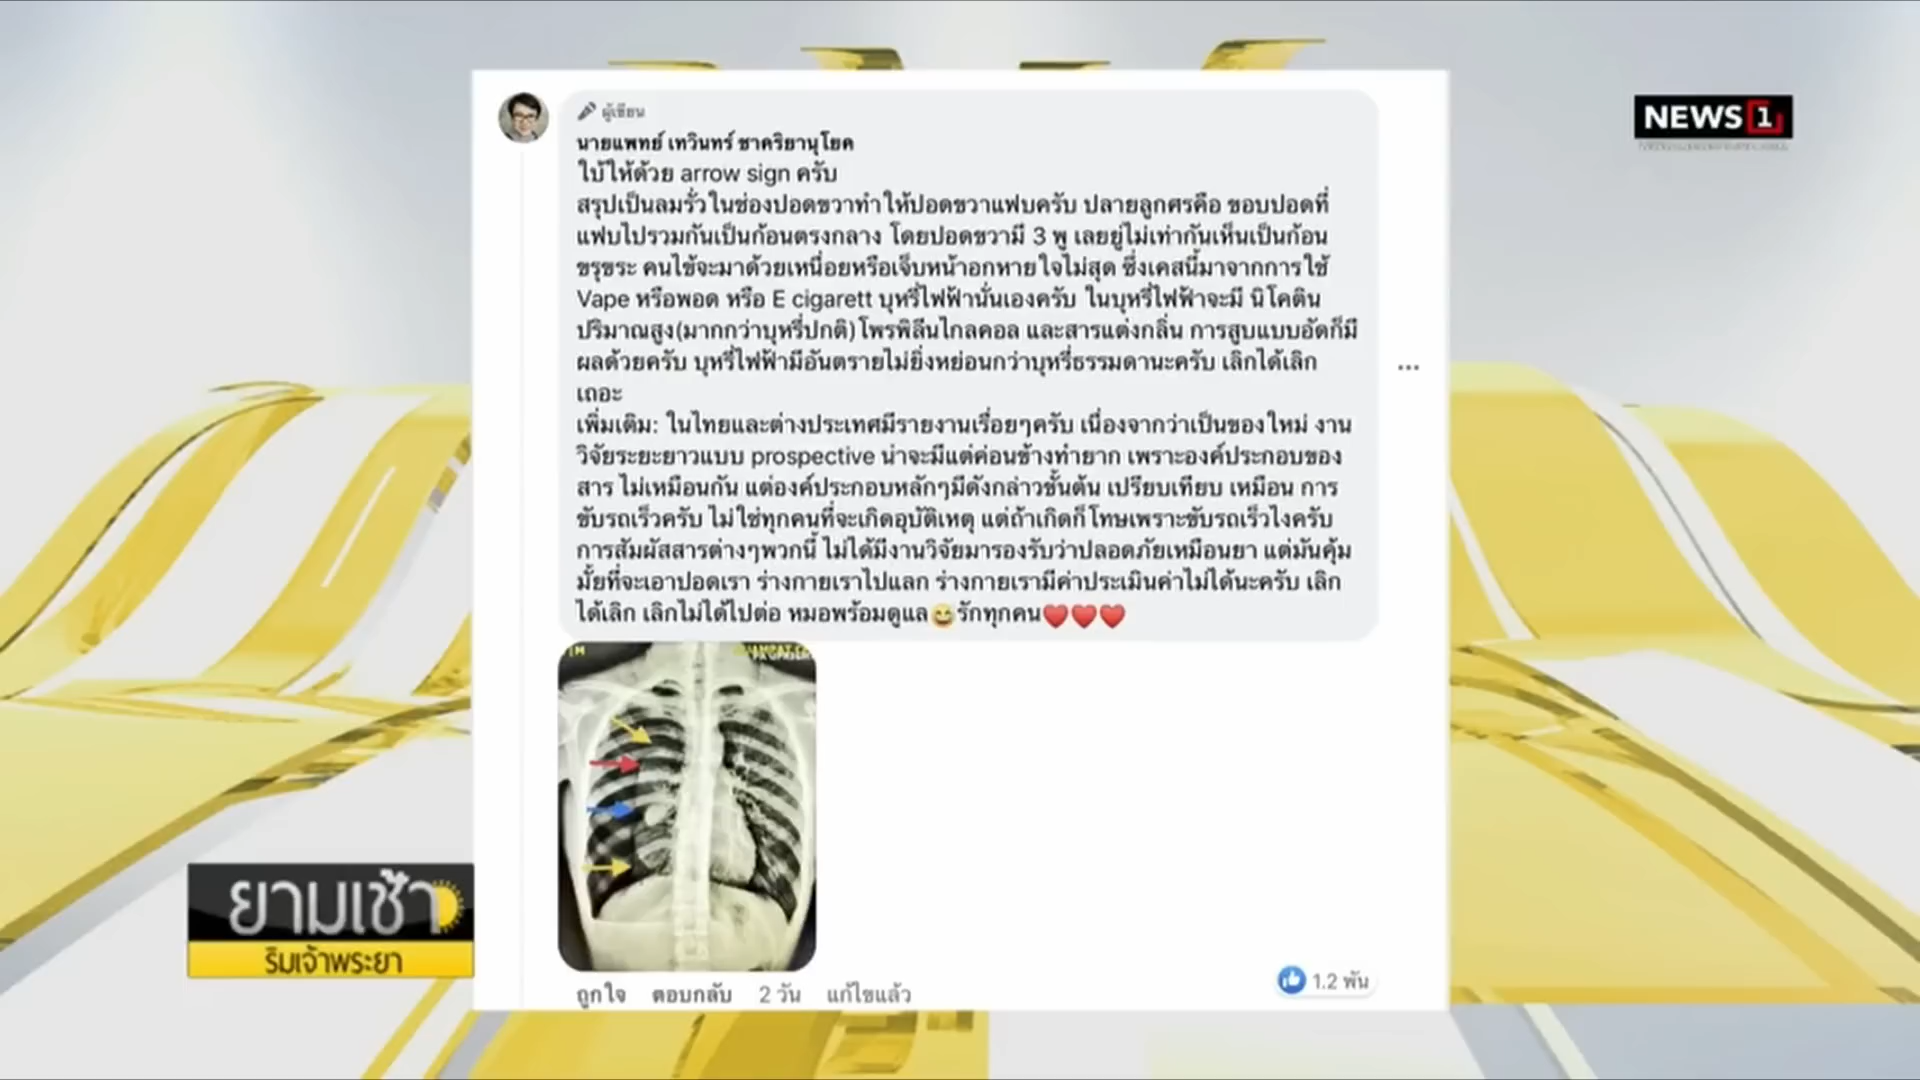 NEWS 1
ผู้เขียน
นายแพทย์ เทวินทร์ ชาคริยานุโยค
ใบ้ให้ด้วย arrow sign ครับ
สรุปเป็นลมรั่วในช่องปอดขวาทำให้ปอดขวาแฟบครับ ปลายลูกศรคือ ขอบปอดที่
แฟบไปรวมกันเป็นก้อนตรงกลาง โดยปอดขวามี 3 พู เลยยู่ไม่เท่ากันเห็นเป็นก้อน
ขรุขระ คนไข้จะมาด้วยเหนื่อยหรือเจ็บหน้าอกหายใจไม่สุด ซึ่งเคสนี้มาจากการใช้
Vape หรือพอด หรือ E cigarett บุหรี่ไฟฟ้านั่นเองครับ ในบุหรี่ไฟฟ้าจะมี นิโคติน
ปริมาณสูง(มากกว่าบุหรี่ปกติ)โพรพิลีนไกลคอล และสารแต่งกลิ่น การสูบแบบอัดก็มี
ผลด้วยครับ บุหรี่ไฟฟ้ามีอันตรายไม่ยิ่งหย่อนกว่าบุหรี่ธรรมดานะครับ เลิกได้เลิก
เถอะ
เพิ่มเติม: ในไทยและต่างประเทศมีรายงานเรื่อยๆครับ เนื่องจากว่าเป็นของใหม่ งาน
วิจัยระยะยาวแบบ prospective น่าจะมีแต่ค่อนข้างทำยาก เพราะองค์ประกอบของ
สาร ไม่เหมือนกัน แต่องค์ประกอบหลักๆมีดังกล่าวขั้นต้น เปรียบเทียบ เหมือน การ
ขับรถเร็วครับ ไม่ใช่ทุกคนที่จะเกิดอุบัติเหตุ แต่ถ้าเกิดก็โทษเพราะขับรถเร็วไงครับ
การสัมผัสสารต่างๆพวกนี้ ไม่ได้มีงานวิจัยมารองรับว่าปลอดภัยเหมือนยา แต่มันคุ้ม
มั้ยที่จะเอาปอดเรา ร่างกายเราไปแลก ร่างกายเรามีค่าประเมินค่าไม่ได้นะครับ เลิก
ได้เลิก เลิกไม่ได้ไปต่อ หมอพร้อมดูแล😄รักทุกคน❤️❤️❤️
ถูกใจ ตอบกลับ 2 วัน แก้ไขแล้ว
1.2 พัน
ยามเช้า
ริมเจ้าพระยา